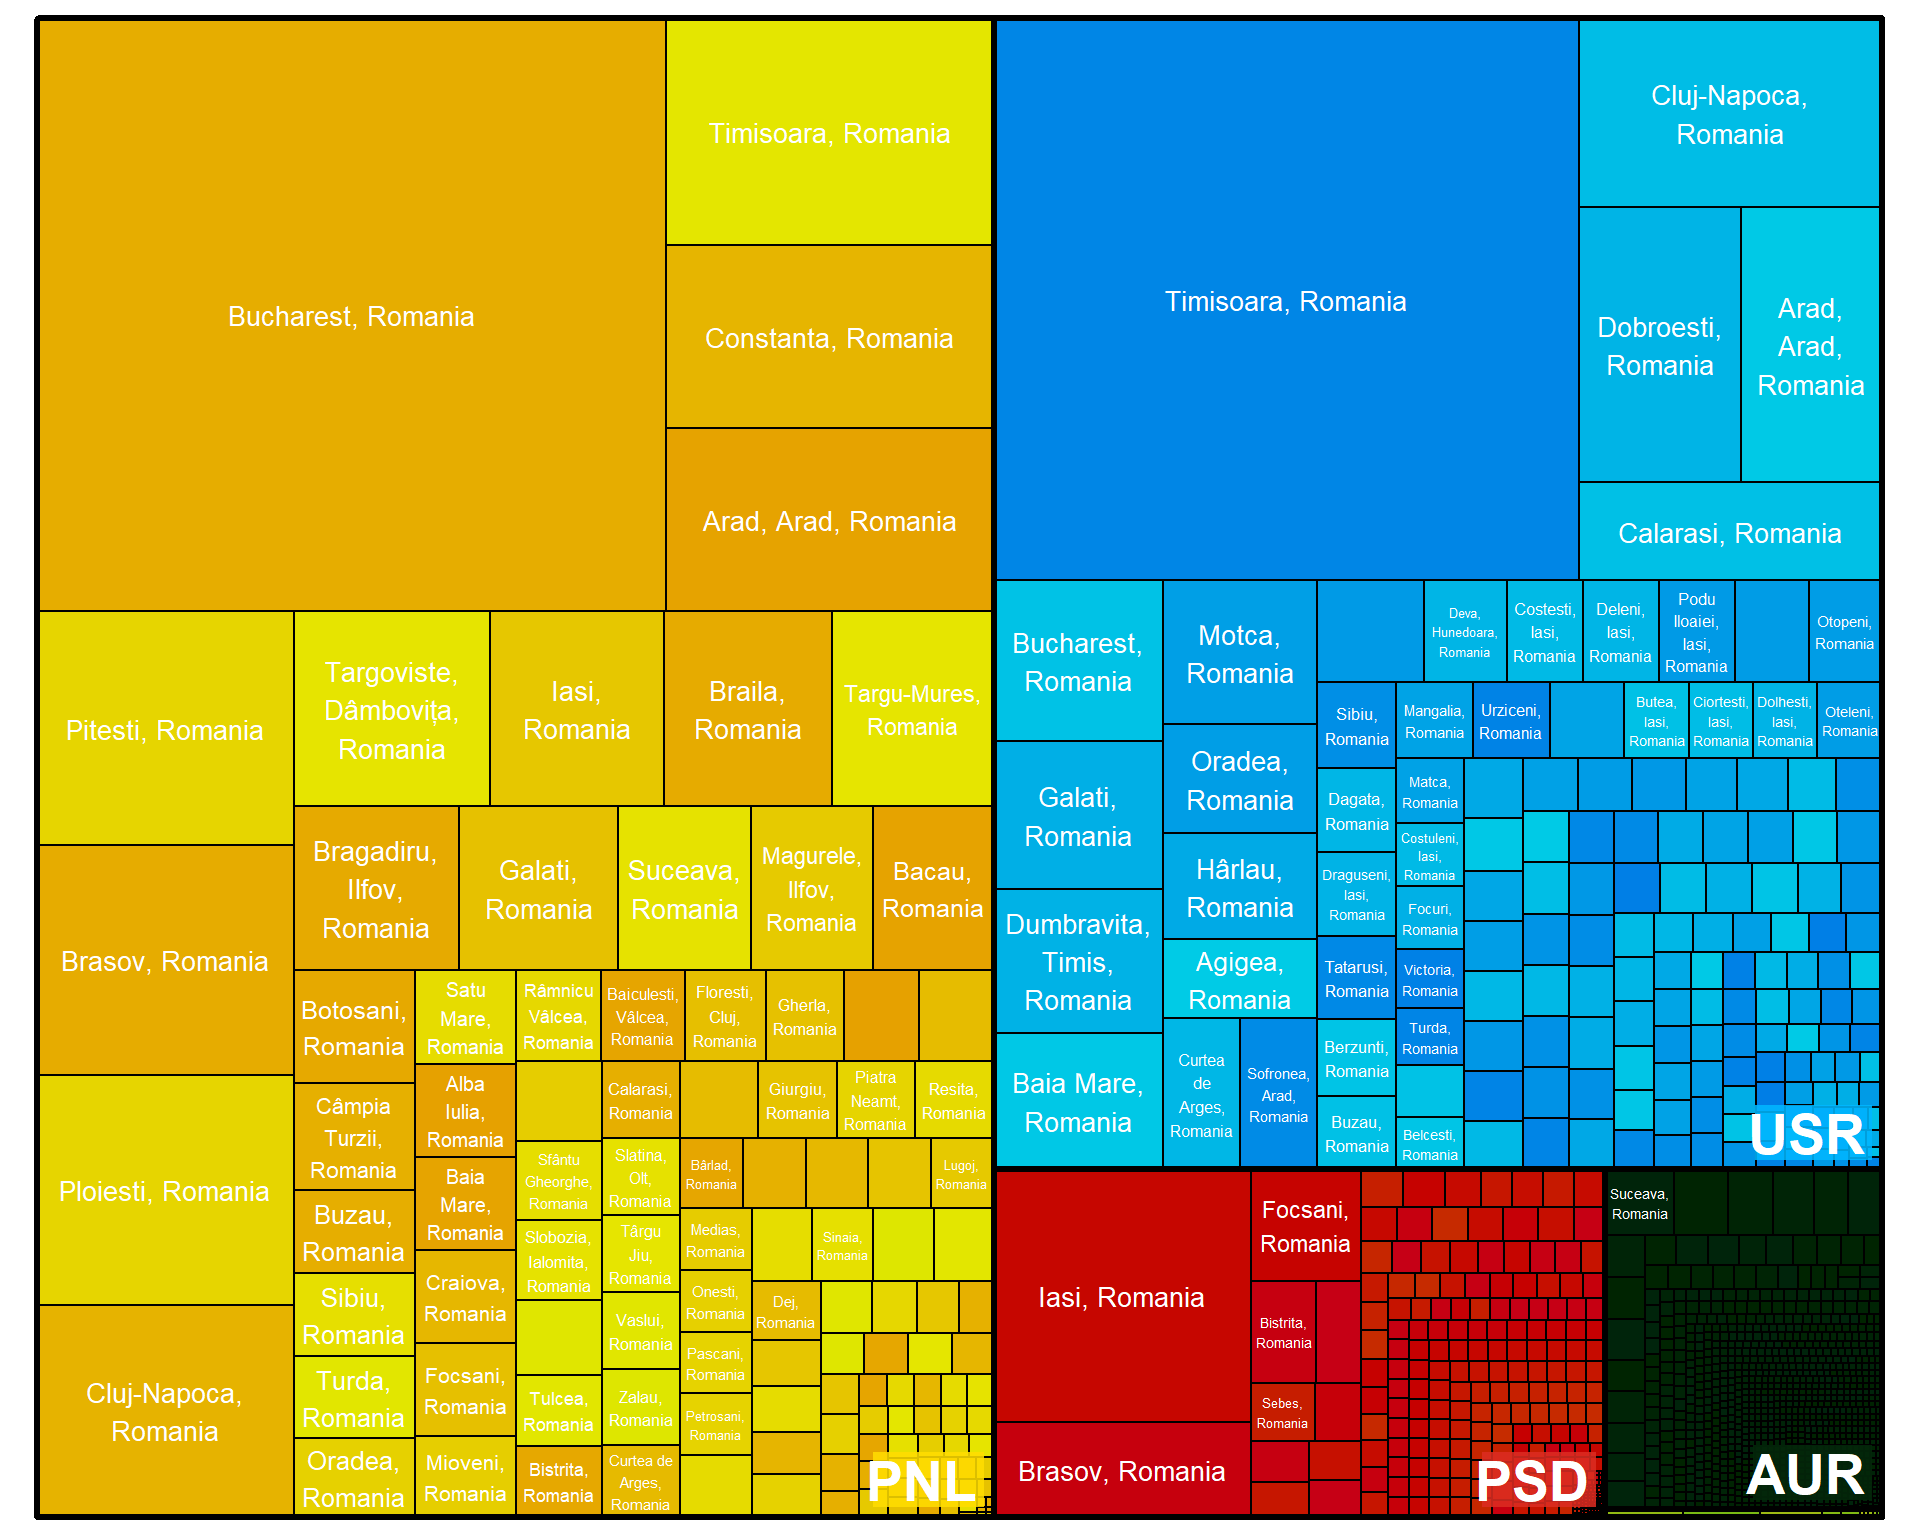 Bucharest, Romania
Timisoara, Romania
Constanta, Romania
Arad, Arad, Romania
Pitesti, Romania
Brasov, Romania
Ploiesti, Romania
Cluj-Napoca,
Romania
Targoviste,
Dâmbovița,
Romania
Iasi,
Romania
Braila,
Romania
Targu-Mures,
Romania
Bragadiru,
Ilfov,
Romania
Galati,
Romania
Suceava,
Romania
Magurele,
Ilfov,
Romania
Bacau,
Romania
Botosani,
Romania
Câmpia
Turzii,
Romania
Buzau,
Romania
Sibiu,
Romania
Turda,
Romania
Oradea,
Romania
Satu
Mare,
Romania
Alba
Iulia,
Romania
Baia
Mare,
Romania
Craiova,
Romania
Focsani,
Romania
Mioveni,
Romania
Râmnicu
Vâlcea,
Romania
Sfântu
Gheorghe,
Romania
Slobozia,
Ialomita,
Romania
Tulcea,
Romania
Bistrita,
Romania
Baiculesti,
Vâlcea,
Romania
Floresti,
Cluj,
Romania
Gherla,
Romania
Calarasi,
Romania
Giurgiu,
Romania
Piatra
Neamt,
Romania
Resita,
Romania
Slatina,
Olt,
Romania
Târgu
Jiu,
Romania
Vaslui,
Romania
Zalau,
Romania
Curtea de
Arges,
Romania
Bârlad,
Romania
Lugoj,
Romania
Medias,
Romania
Sinaia,
Romania
Onesti,
Romania
Dej,
Romania
Pascani,
Romania
Petrosani,
Romania
PNL
Timisoara, Romania
Cluj-Napoca,
Romania
Dobroesti,
Romania
Arad,
Arad,
Romania
Calarasi, Romania
Bucharest,
Romania
Galati,
Romania
Dumbravita,
Timis,
Romania
Baia Mare,
Romania
Motca,
Romania
Oradea,
Romania
Hârlau,
Romania
Agigea,
Romania
Curtea
de
Arges,
Romania
Sofronea,
Arad,
Romania
Deva,
Hunedoara,
Romania
Costesti,
Iasi,
Romania
Deleni,
Iasi,
Romania
Podu
Iloaiei,
Iasi,
Romania
Otopeni,
Romania
Sibiu,
Romania
Mangalia,
Romania
Urziceni,
Romania
Butea,
Iasi,
Romania
Ciortesti,
Iasi,
Romania
Dolhesti,
Iasi,
Romania
Oteleni,
Romania
Dagata,
Romania
Draguseni,
Iasi,
Romania
Tatarusi,
Romania
Berzunti,
Romania
Buzau,
Romania
Matca,
Romania
Costuleni,
Iasi,
Romania
Focuri,
Romania
Victoria,
Romania
Turda,
Romania
Belcesti,
Romania
USR
Iasi, Romania
Brasov, Romania
Focsani,
Romania
Bistrita,
Romania
Sebes,
Romania
PSD
Suceava,
Romania
AUR